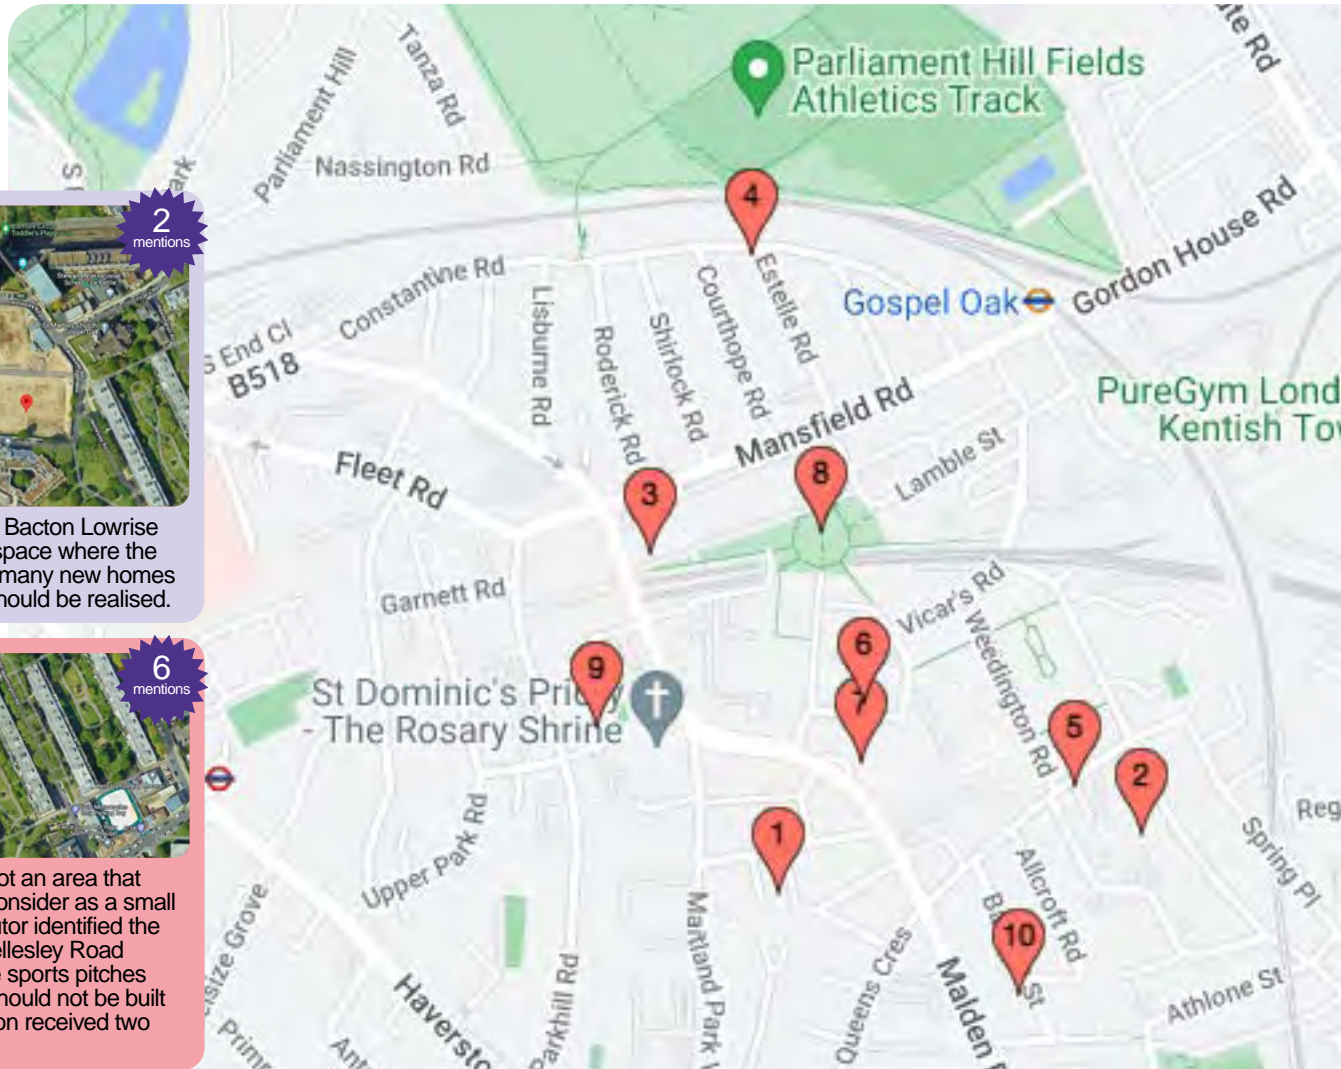 Parliament Hill
Tanza Rd
Nassington Rd
Parliament Hill Fields
Athletics Track
4
Gordon House Rd
Gospel Oak
Constantine Rd
S End Cl
B518
Lisburne Rd
Roderick Rd
Shirlock Rd
Courthope Rd
Estelle Rd
Mansfield Rd
PureGym Lond
Kentish Tov
Fleet Rd
3
8
Lamble St
Garnett Rd
Vicar's Rd
Weedington Rd
6
7
9
St Dominic's Pri
- The Rosary Shrine
5
2
1
Upper Park Rd
Spring Pl
Reg
Allcroft Rd
10
St
Athlone St
Maitland Park
Queens Cres
Malden
Haversto
Parkhill Rd
2
mentions
Bacton Lowrise
space where the
many new homes
hould be realised.
6
mentions
ot an area that
onsider as a small
utor identified the
ellesley Road
e sports pitches
hould not be built
on received two